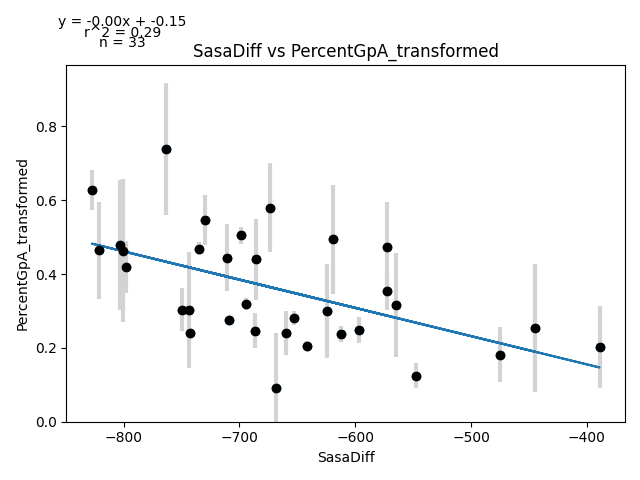 y = -0.00x + -0.15
r^2 = 0.29
n = 33
SasaDiff vs PercentGpA_transformed
PercentGpA_transformed
0.8
0.6
0.4
0.2
0.0
−800
−700
−600
−500
−400
SasaDiff